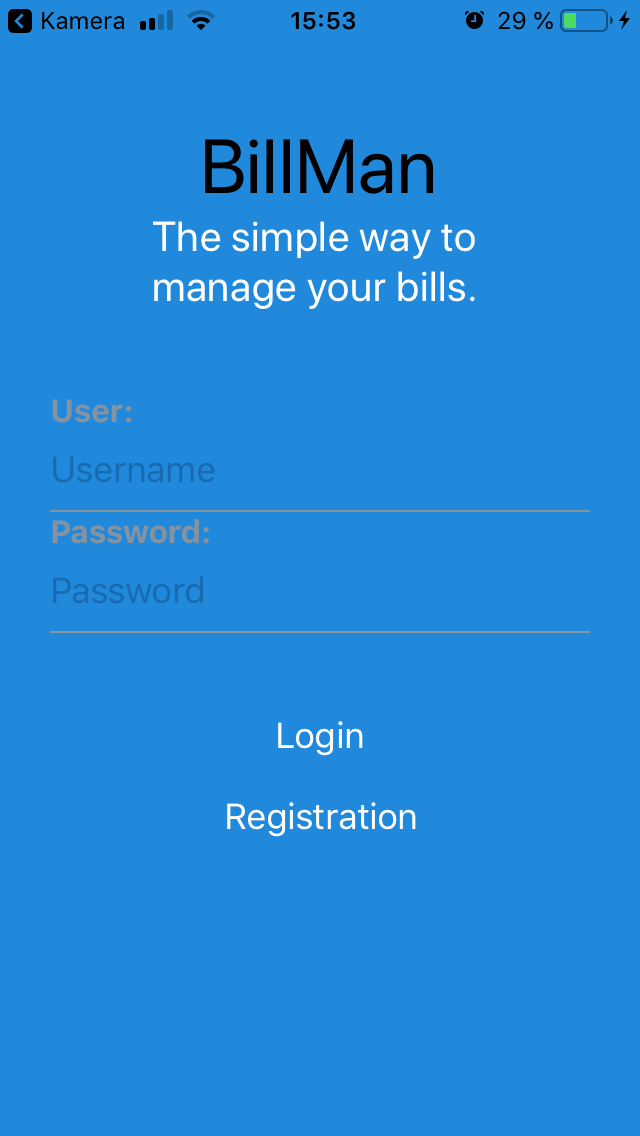 Kamera 15:53 29 %
BillMan
The simple way to
manage your bills.
User:
Username
Password:
Password
Login
Registration